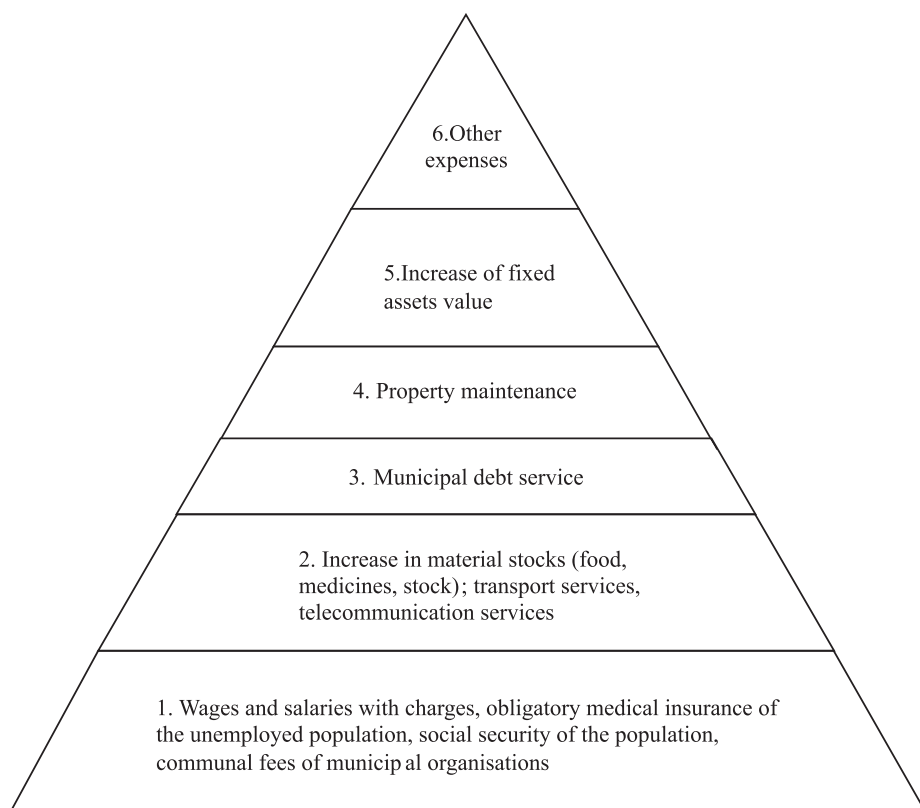 6.Other
expenses
5.Increase of fixed
assets value
4. Property maintenance
3. Municipal debt service
2. Increase in material stocks (food,
medicines, stock); transport services,
telecommunication services
1. Wages and salaries with charges, obligatory medical insurance of
the unemployed population, social security of the population,
communal fees of municipal organisations